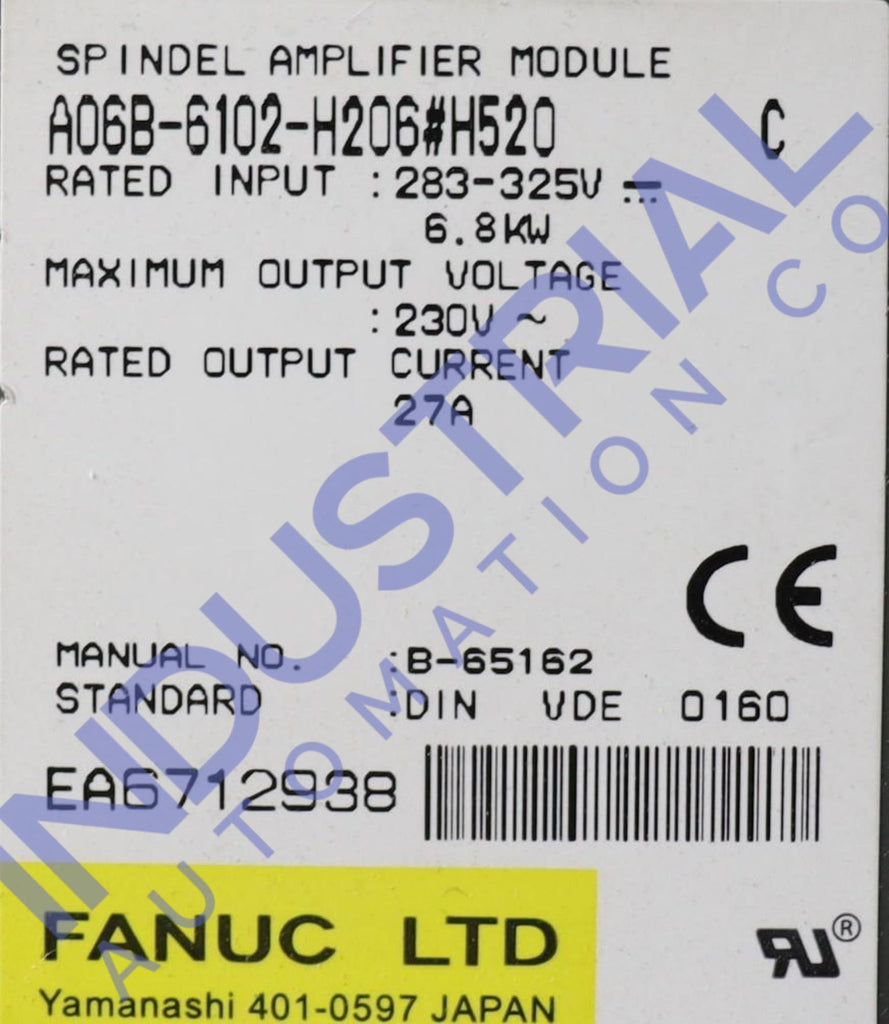 SPINDEL AMPLIFIER MODULE
A06B-6102-H206#H520 C
RATED INPUT : 283-325V ⎓
6.8KW
MAXIMUM OUTPUT VOLTAGE
: 230V ~
RATED OUTPUT CURRENT
27A
CE
MANUAL NO. : B-65162
STANDARD : DIN VDE 0160
EA6712938
FANUC LTD
Yamanashi 401-0597 JAPAN
RU®
INDUSTRIAL
AUTOMATION CO